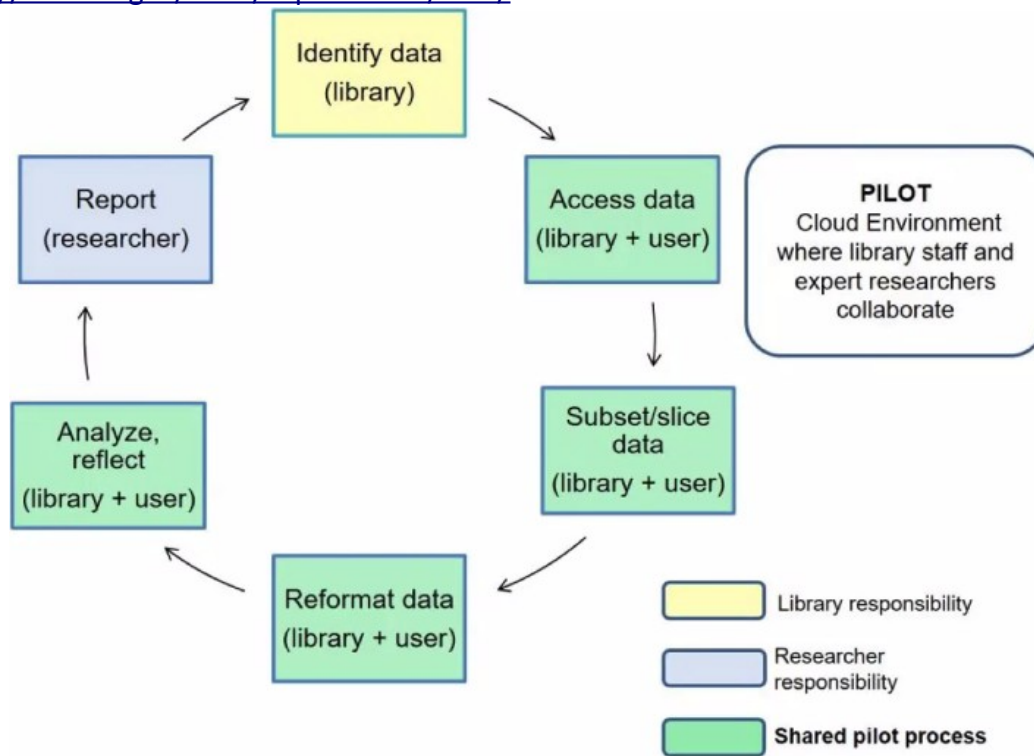 Identify data
(library)
Access data
(library + user)
PILOT
Cloud Environment
where library staff and
expert researchers
collaborate
Subset/slice
data
(library + user)
Reformat data
(library + user)
Analyze,
reflect
(library + user)
Report
(researcher)
Library responsibility
Researcher
responsibility
Shared pilot process